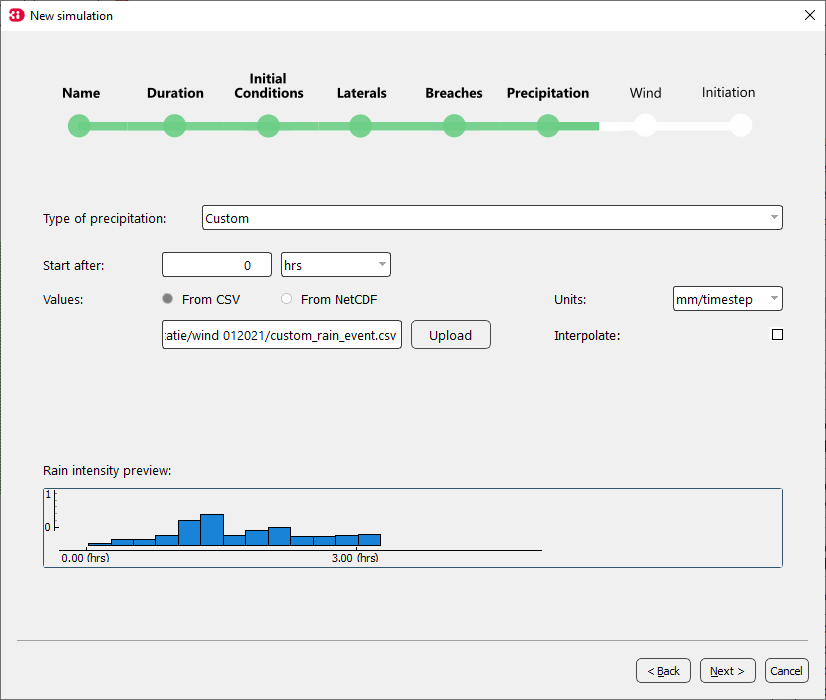 New simulation
Initial
Name Duration Conditions Laterals Breaches Precipitation Wind Initiation
Type of precipitation: Custom
Start after: 0 hrs
Values: From CSV From NetCDF Units: mm/timestep
:atie/wind 012021/custom_rain_event.csv Upload Interpolate:
Rain intensity preview:
1
0
0.00 (hrs) 3.00 (hrs)
< Back Next > Cancel